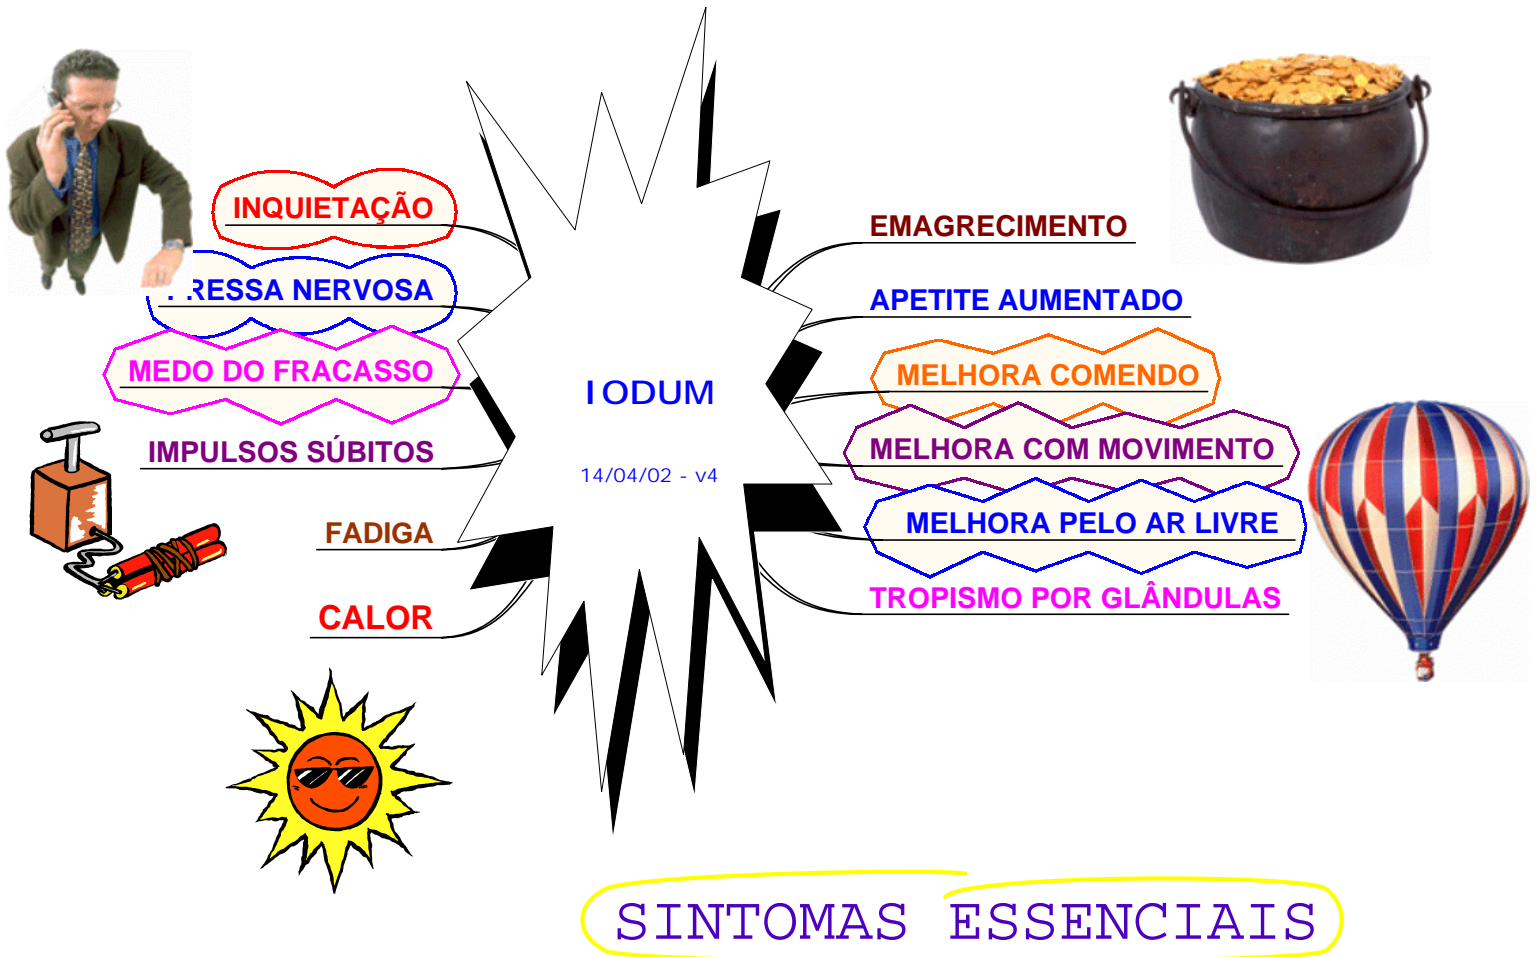 INQUIETAÇÃO
PRESSA NERVOSA
MEDO DO FRACASSO
IMPULSOS SÚBITOS
FADIGA
CALOR
IODUM
14/04/02 - v4
EMAGRECIMENTO
APETITE AUMENTADO
MELHORA COMENDO
MELHORA COM MOVIMENTO
MELHORA PELO AR LIVRE
TROPISMO POR GLÂNDULAS
SINTOMAS ESSENCIAIS